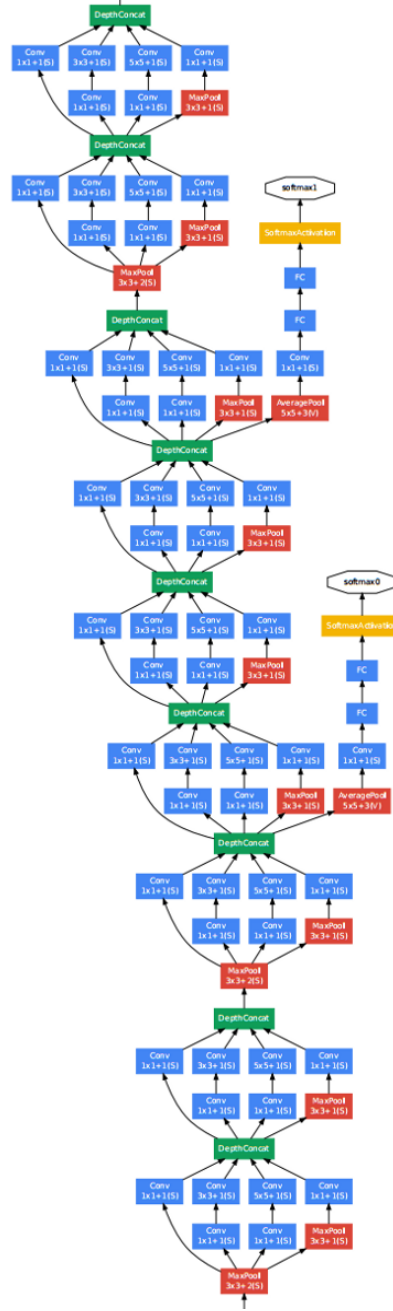 DepthConcat
Conv Conv Conv Conv
1x1+1(S) 3x3+1(S) 5x5+1(S) 1x1+1(S)
Conv Conv MaxPool
1x1+1(S) 1x1+1(S) 3x3+1(S)
DepthConcat
Conv Conv Conv Conv
1x1+1(S) 3x3+1(S) 5x5+1(S) 1x1+1(S)
softmax1
Conv Conv MaxPool
1x1+1(S) 1x1+1(S) 3x3+1(S)
SoftmaxActivation
MaxPool
3x3+2(S)
FC
DepthConcat
FC
Conv Conv Conv Conv Conv
1x1+1(S) 3x3+1(S) 5x5+1(S) 1x1+1(S) 1x1+1(S)
Conv Conv MaxPool AveragePool
1x1+1(S) 1x1+1(S) 3x3+1(S) 5x5+3(V)
DepthConcat
Conv Conv Conv Conv
1x1+1(S) 3x3+1(S) 5x5+1(S) 1x1+1(S)
Conv Conv MaxPool
1x1+1(S) 1x1+1(S) 3x3+1(S)
DepthConcat
softmax0
Conv Conv Conv Conv
1x1+1(S) 3x3+1(S) 5x5+1(S) 1x1+1(S)
SoftmaxActivation
Conv Conv MaxPool FC
1x1+1(S) 1x1+1(S) 3x3+1(S)
DepthConcat FC
Conv Conv Conv Conv Conv
1x1+1(S) 3x3+1(S) 5x5+1(S) 1x1+1(S) 1x1+1(S)
Conv Conv MaxPool AveragePool
1x1+1(S) 1x1+1(S) 3x3+1(S) 5x5+3(V)
DepthConcat
Conv Conv Conv Conv
1x1+1(S) 3x3+1(S) 5x5+1(S) 1x1+1(S)
Conv Conv MaxPool
1x1+1(S) 1x1+1(S) 3x3+1(S)
MaxPool
3x3+2(S)
DepthConcat
Conv Conv Conv Conv
1x1+1(S) 3x3+1(S) 5x5+1(S) 1x1+1(S)
Conv Conv MaxPool
1x1+1(S) 1x1+1(S) 3x3+1(S)
DepthConcat
Conv Conv Conv Conv
1x1+1(S) 3x3+1(S) 5x5+1(S) 1x1+1(S)
Conv Conv MaxPool
1x1+1(S) 1x1+1(S) 3x3+1(S)
MaxPool
3x3+2(S)